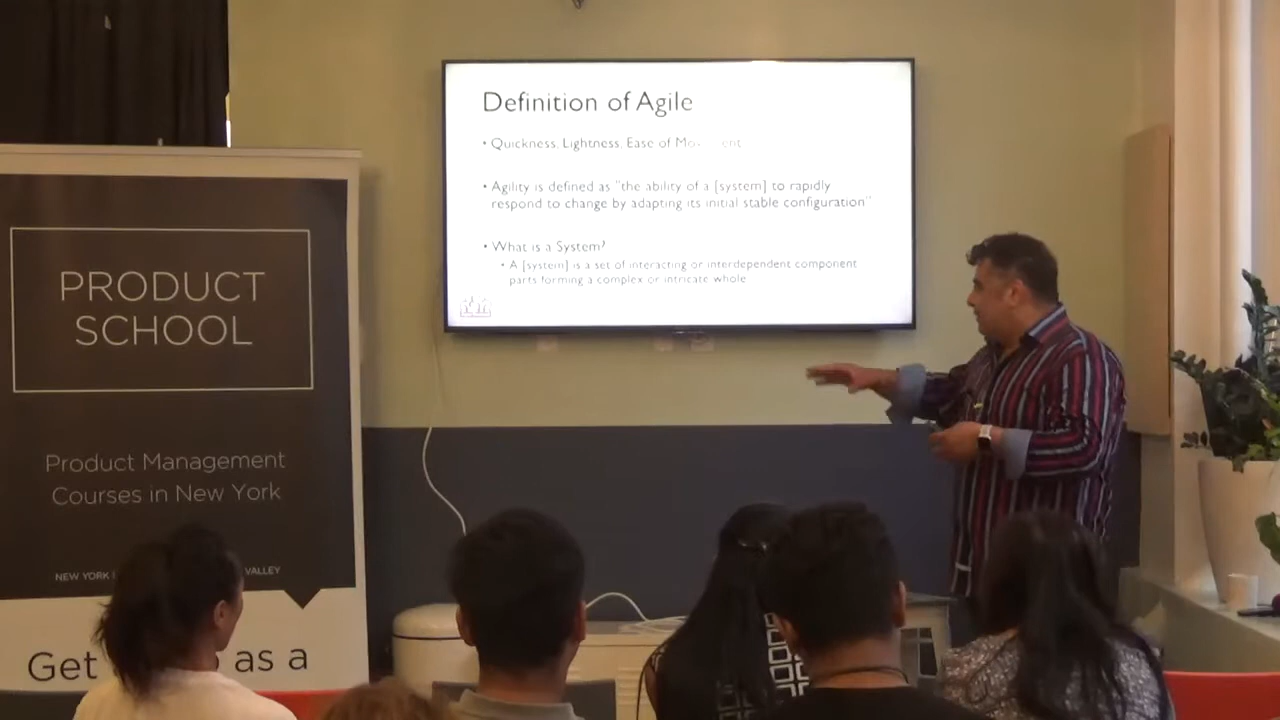 PRODUCT
SCHOOL
Product Management
Courses in New York
NEW YORK
VALLEY
Get
as a
Definition of Agile
• Quickness, Lightness, Ease of
• Agility is defined as "the ability of a [system] to rapidly
respond to change by adapting its initial stable configuration"
• What is a System?
• A [system] is a set of interacting or interdependent component
parts forming a complex or intricate whole